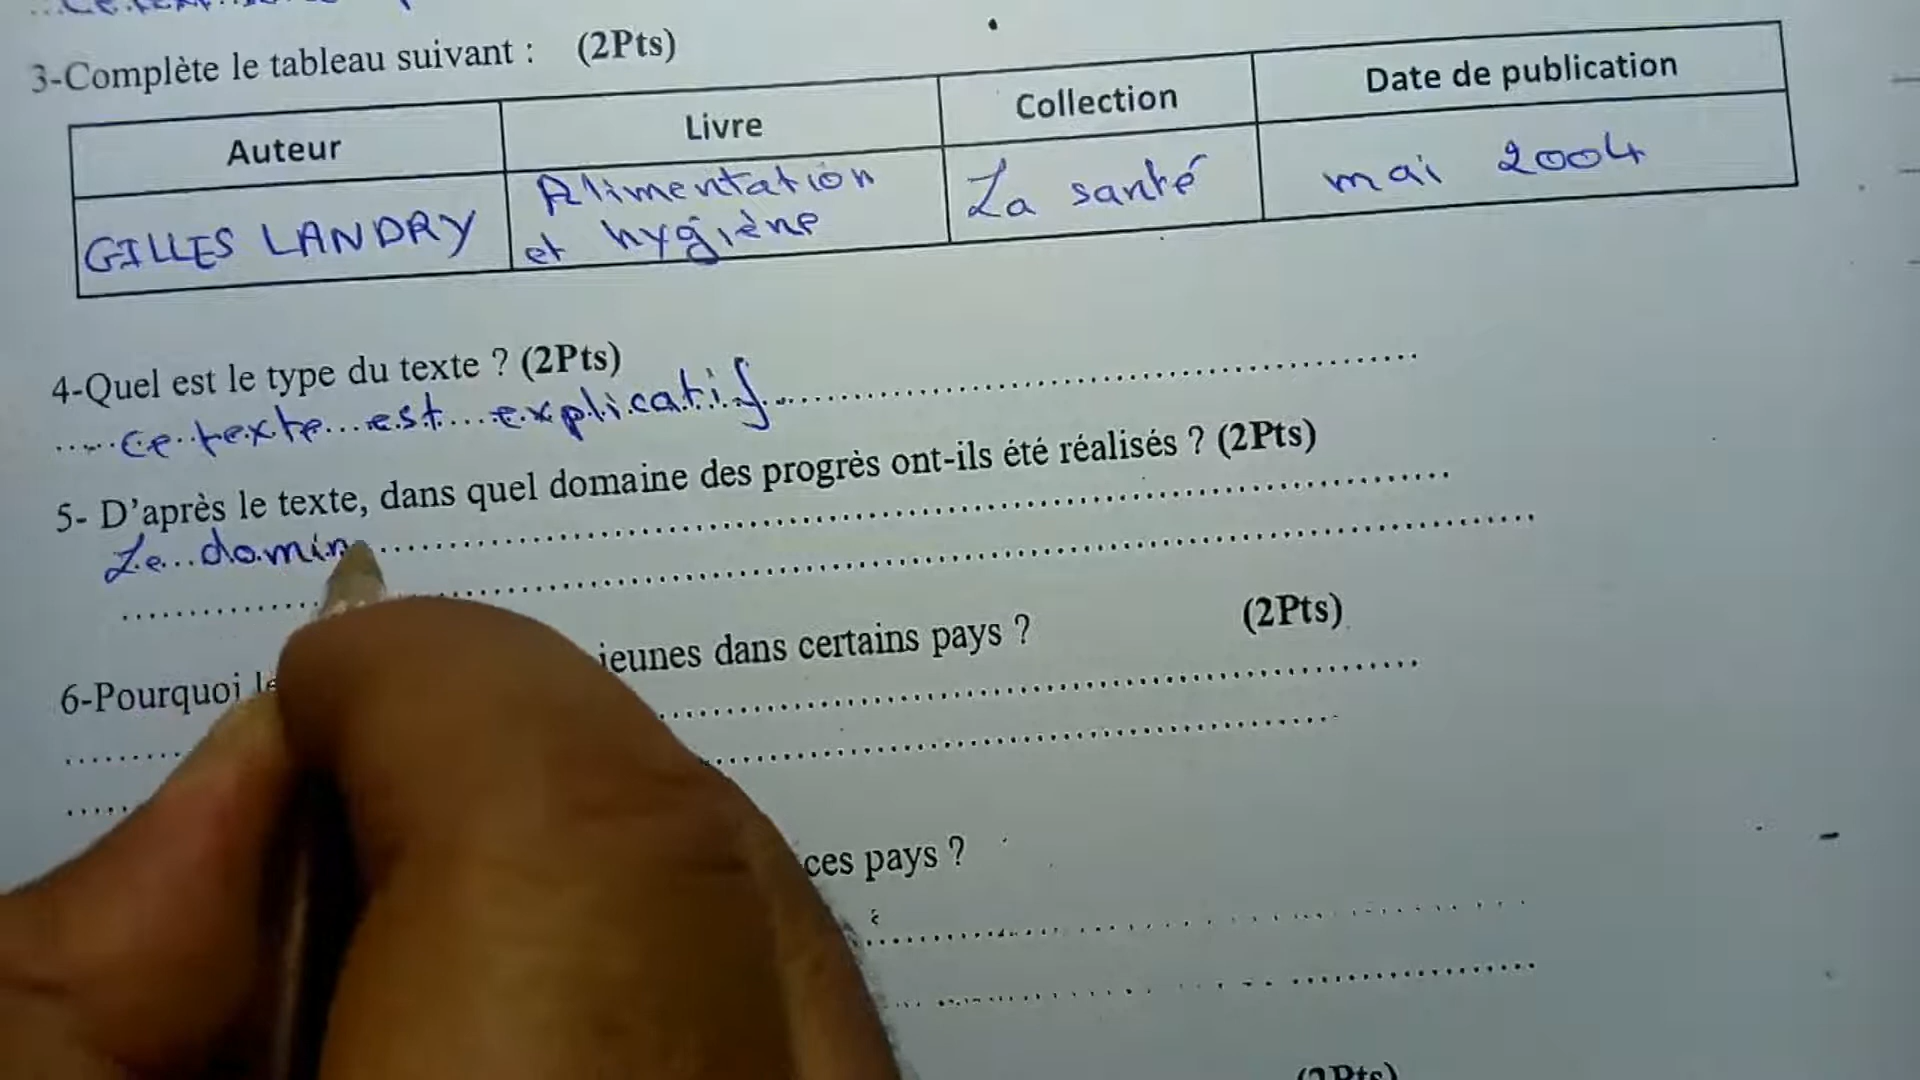 ...Ce texte
3-Complète le tableau suivant : (2Pts)
Auteur Livre Collection Date de publication
GILLES LANDRY Alimentation et hygiène La santé mai 2004
4-Quel est le type du texte ? (2Pts)
.....Ce texte...est...explicatif
5- D'après le texte, dans quel domaine des progrès ont-ils été réalisés ? (2Pts)
Le...domin
6-Pourquoi jeunes dans certains pays ? (2Pts)
ces pays ?
(2Pts)